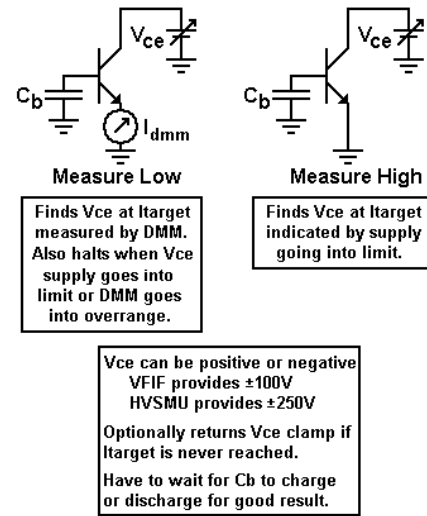 Vce
Cb
Idmm
Measure Low
Vce
Cb
Measure High
Finds Vce at Itarget
measured by DMM.
Also halts when Vce
supply goes into
limit or DMM goes
into overrange.
Finds Vce at Itarget
indicated by supply
going into limit.
Vce can be positive or negative
VFIF provides ±100V
HVSMU provides ±250V
Optionally returns Vce clamp if
Itarget is never reached.
Have to wait for Cb to charge
or discharge for good result.